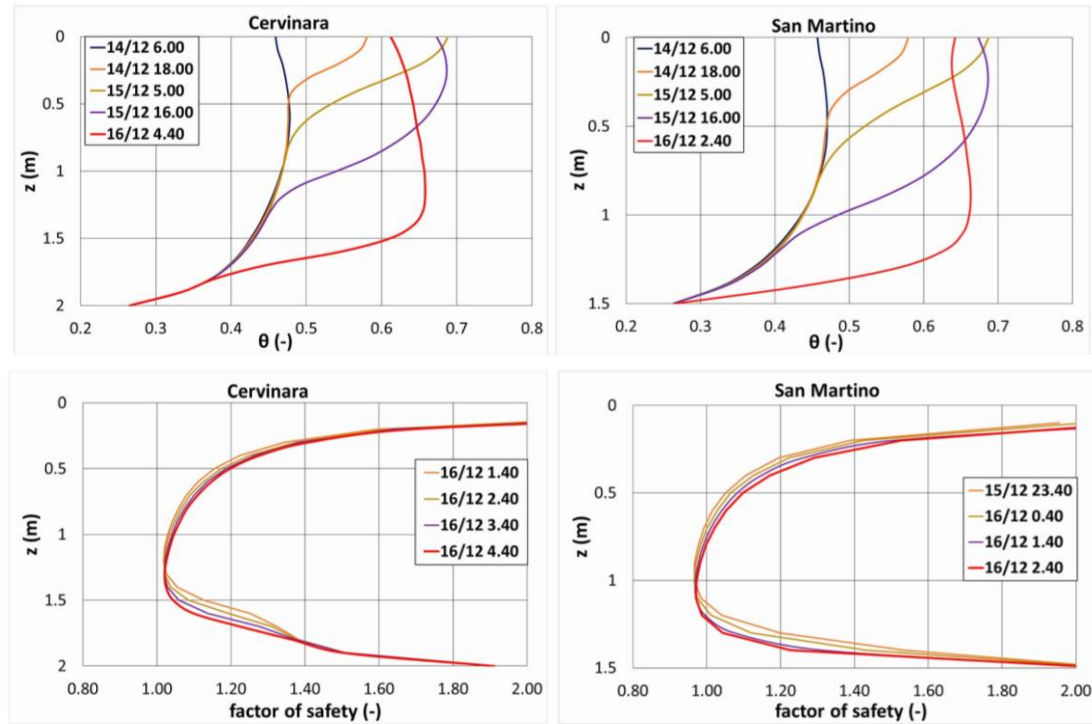 Cervinara
0
0.5
1
1.5
2
z (m)
14/12 6.00
14/12 18.00
15/12 5.00
15/12 16.00
16/12 4.40
0.2 0.3 0.4 0.5 0.6 0.7 0.8
θ (-)
San Martino
0
0.5
1
1.5
z (m)
14/12 6.00
14/12 18.00
15/12 5.00
15/12 16.00
16/12 2.40
0.2 0.3 0.4 0.5 0.6 0.7 0.8
θ (-)
Cervinara
0
0.5
1
1.5
2
z (m)
16/12 1.40
16/12 2.40
16/12 3.40
16/12 4.40
0.80 1.00 1.20 1.40 1.60 1.80 2.00
factor of safety (-)
San Martino
0
0.5
1
1.5
z (m)
15/12 23.40
16/12 0.40
16/12 1.40
16/12 2.40
0.80 1.00 1.20 1.40 1.60 1.80 2.00
factor of safety (-)